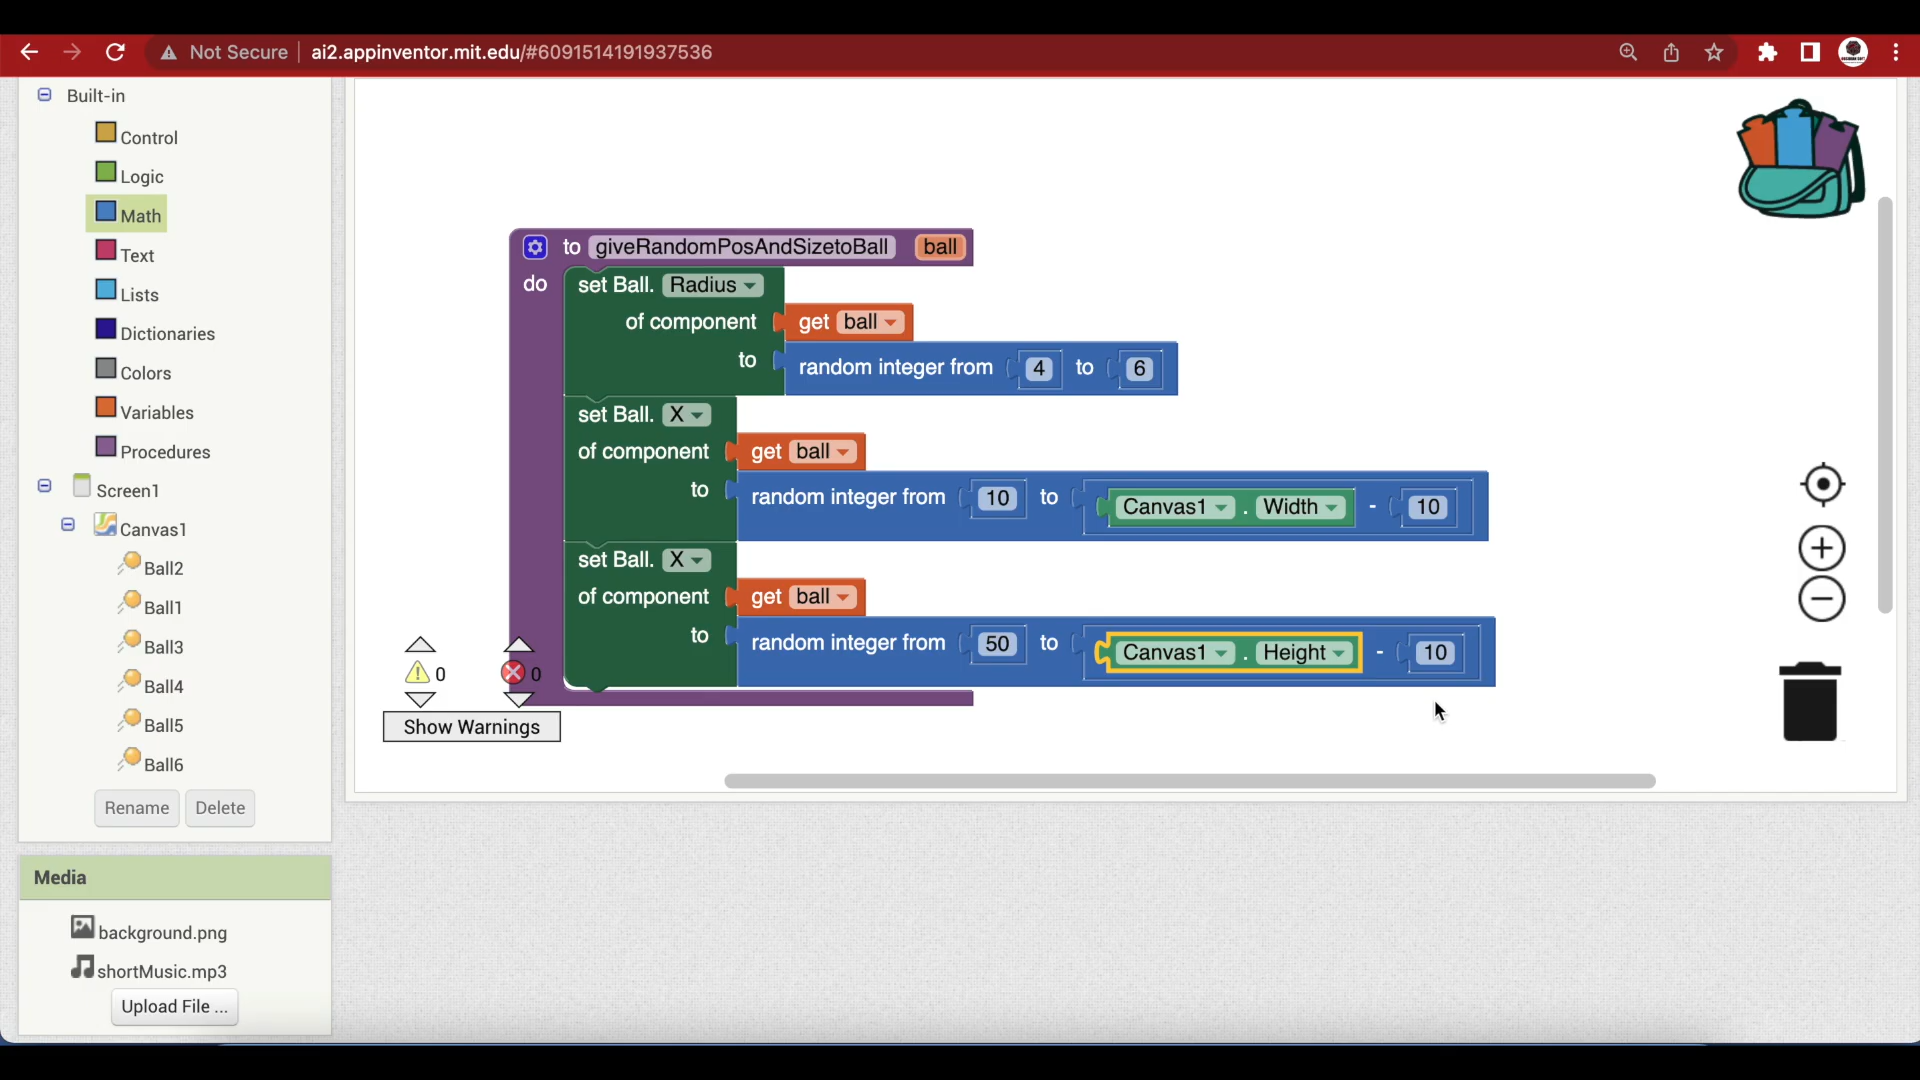 Not Secure ai2.appinventor.mit.edu/#6091514191937536
Built-in
Control
Logic
Math
Text
Lists
Dictionaries
Colors
Variables
Procedures
Screen1
Canvas1
Ball2
Ball1
Ball3
Ball4
Ball5
Ball6
Rename Delete
Media
background.png
shortMusic.mp3
Upload File ...
to giveRandomPosAndSizetoBall ball
do set Ball. Radius
of component get ball
to random integer from 4 to 6
set Ball. X
of component get ball
to random integer from 10 to Canvas1 . Width - 10
set Ball. X
of component get ball
to random integer from 50 to Canvas1 . Height - 10
0 0
Show Warnings